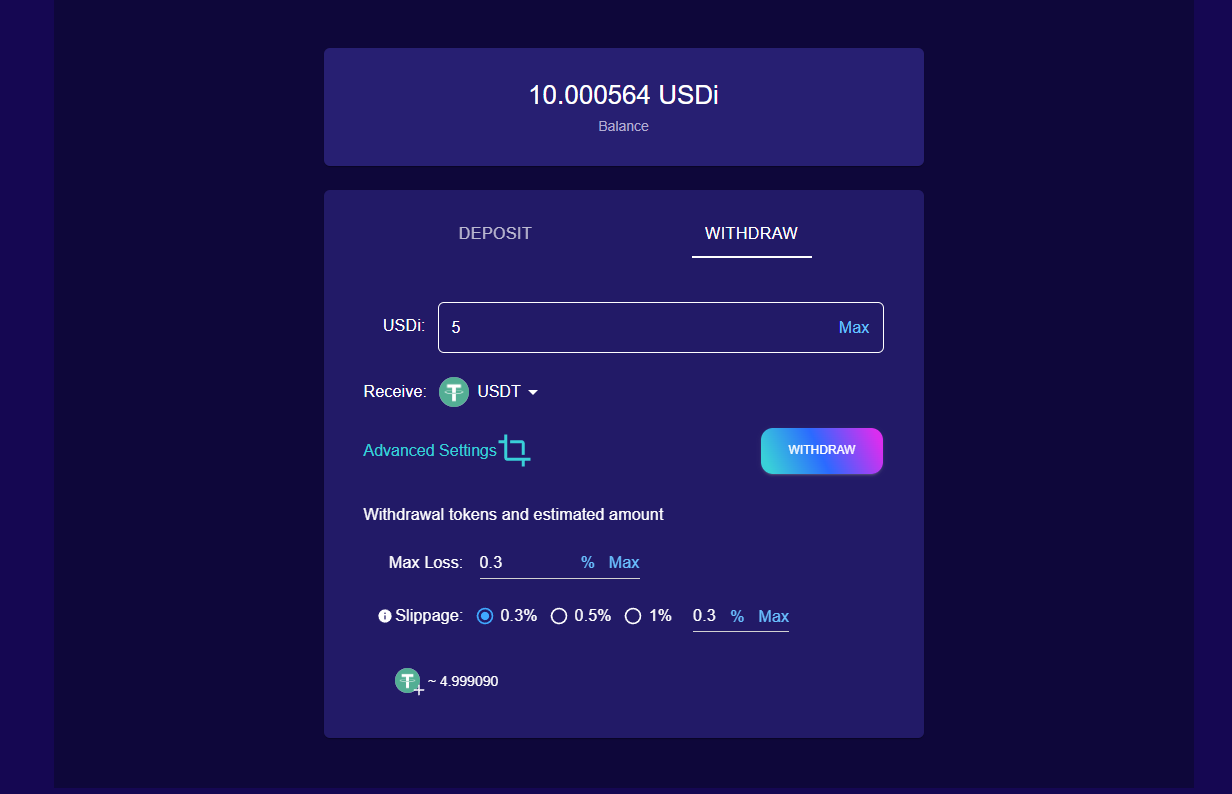 10.000564 USDi
Balance
DEPOSIT WITHDRAW
USDi: 5 Max
Receive: USDT
Advanced Settings WITHDRAW
Withdrawal tokens and estimated amount
Max Loss: 0.3 % Max
Slippage: 0.3% 0.5% 1% 0.3 % Max
~ 4.999090